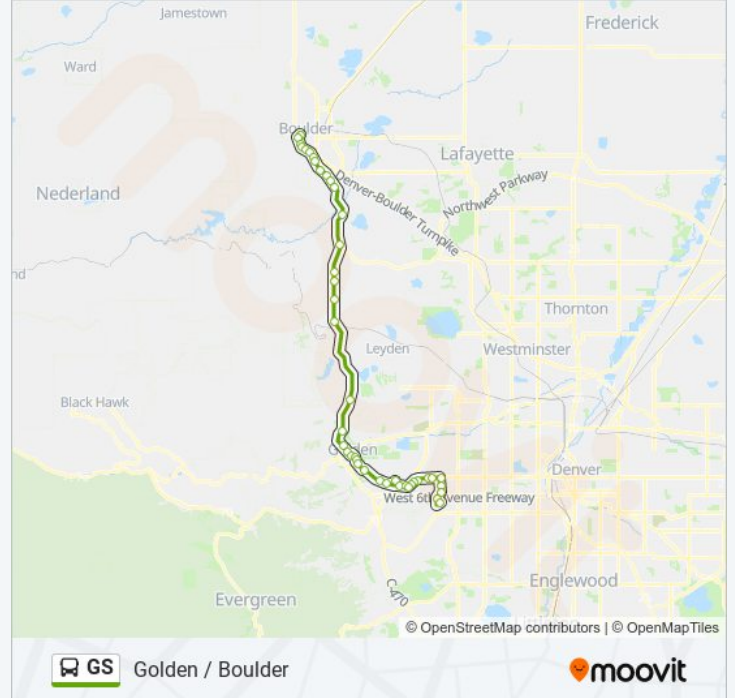 Jamestown
Frederick
Ward
Boulder
Lafayette
Denver-Boulder Turnpike
Northwest Parkway
Nederland
nd
Thornton
Leyden
Westminster
Black Hawk
Denver
West 6th Avenue Freeway
C-470
Englewood
Evergreen
© OpenStreetMap contributors | © OpenMapTiles
GS Golden / Boulder
moovit